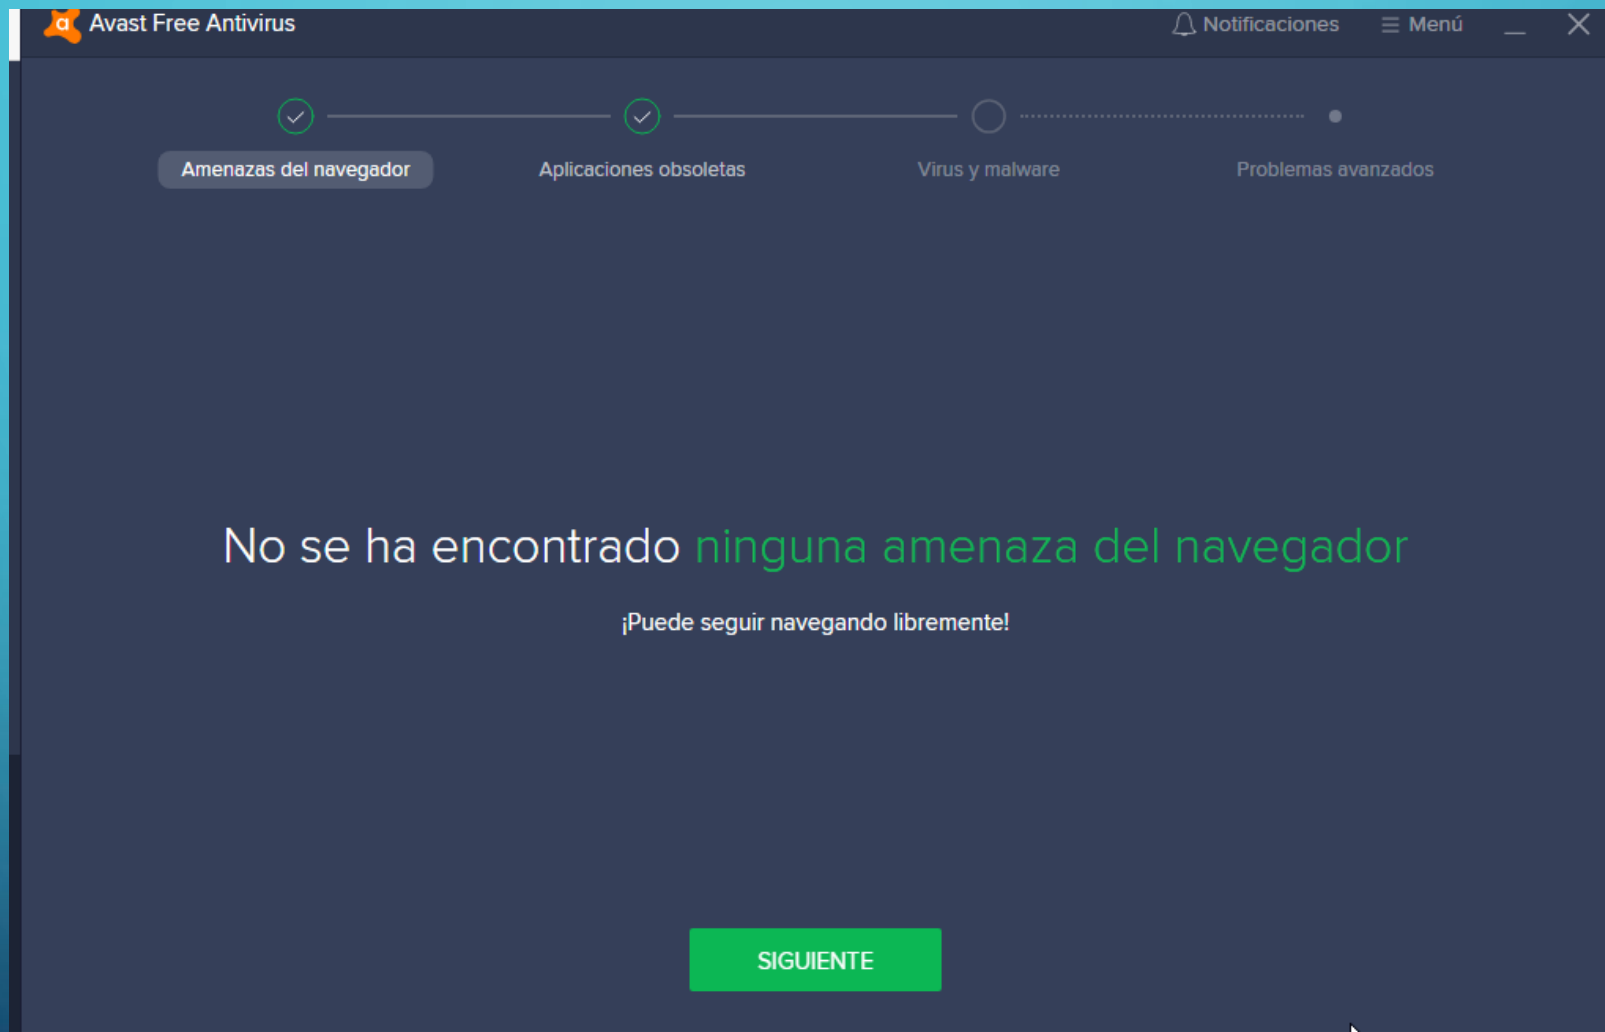 Avast Free Antivirus
Notificaciones
Menú
Amenazas del navegador
Aplicaciones obsoletas
Virus y malware
Problemas avanzados
No se ha encontrado ninguna amenaza del navegador
¡Puede seguir navegando libremente!
SIGUIENTE